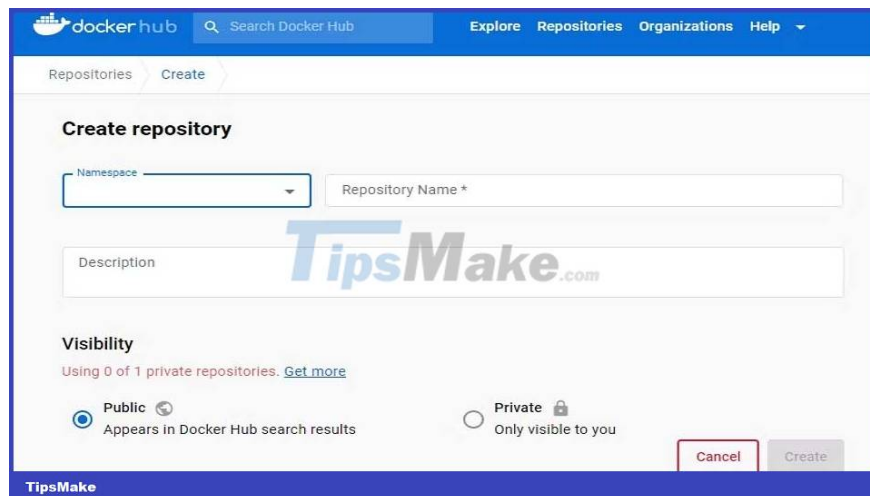 dockerhub Search Docker Hub Explore Repositories Organizations Help
Repositories Create
Create repository
Namespace
Repository Name *
TipsMake.com
Description
Visibility
Using 0 of 1 private repositories. Get more
Public Private
Appears in Docker Hub search results Only visible to you
Cancel Create
TipsMake